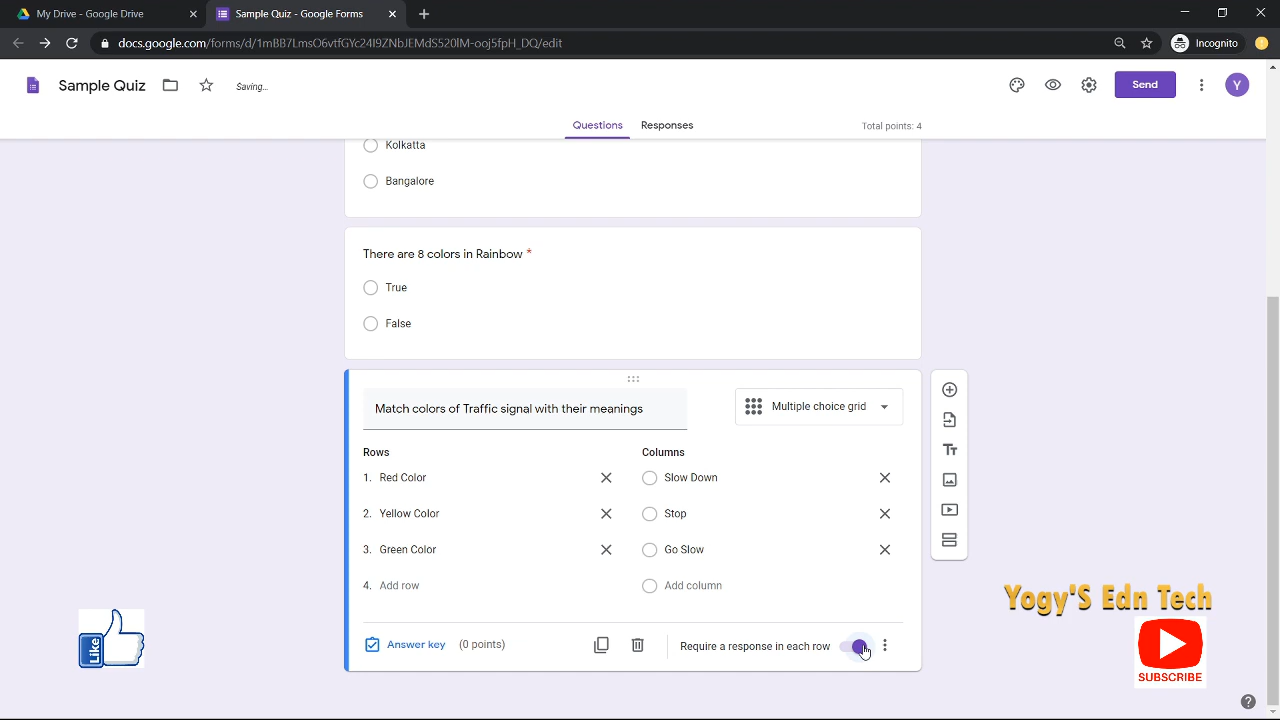 My Drive - Google Drive
Sample Quiz - Google Forms
docs.google.com/forms/d/1mBB7LmsO6vtfGYc24I9ZNbJEMdS520lM-ooj5fpH_DQ/edit
Incognito
Sample Quiz
Saving...
Send
Y
Questions
Responses
Total points: 4
Kolkatta
Bangalore
There are 8 colors in Rainbow *
True
False
Match colors of Traffic signal with their meanings
Multiple choice grid
Rows
Columns
1. Red Color
Slow Down
2. Yellow Color
Stop
3. Green Color
Go Slow
4. Add row
Add column
Answer key
(0 points)
Require a response in each row
Yogy'S Edn Tech
Like
SUBSCRIBE